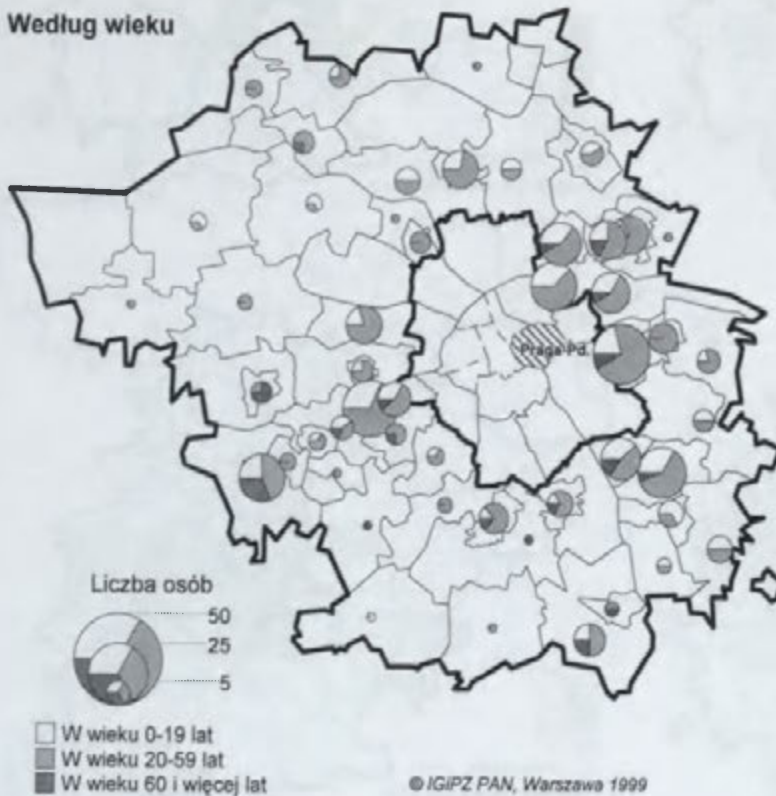 Według wieku
Praga-Pd.
Liczba osób
50
25
5
W wieku 0-19 lat
W wieku 20-59 lat
W wieku 60 i więcej lat
© IGiPZ PAN, Warszawa 1999